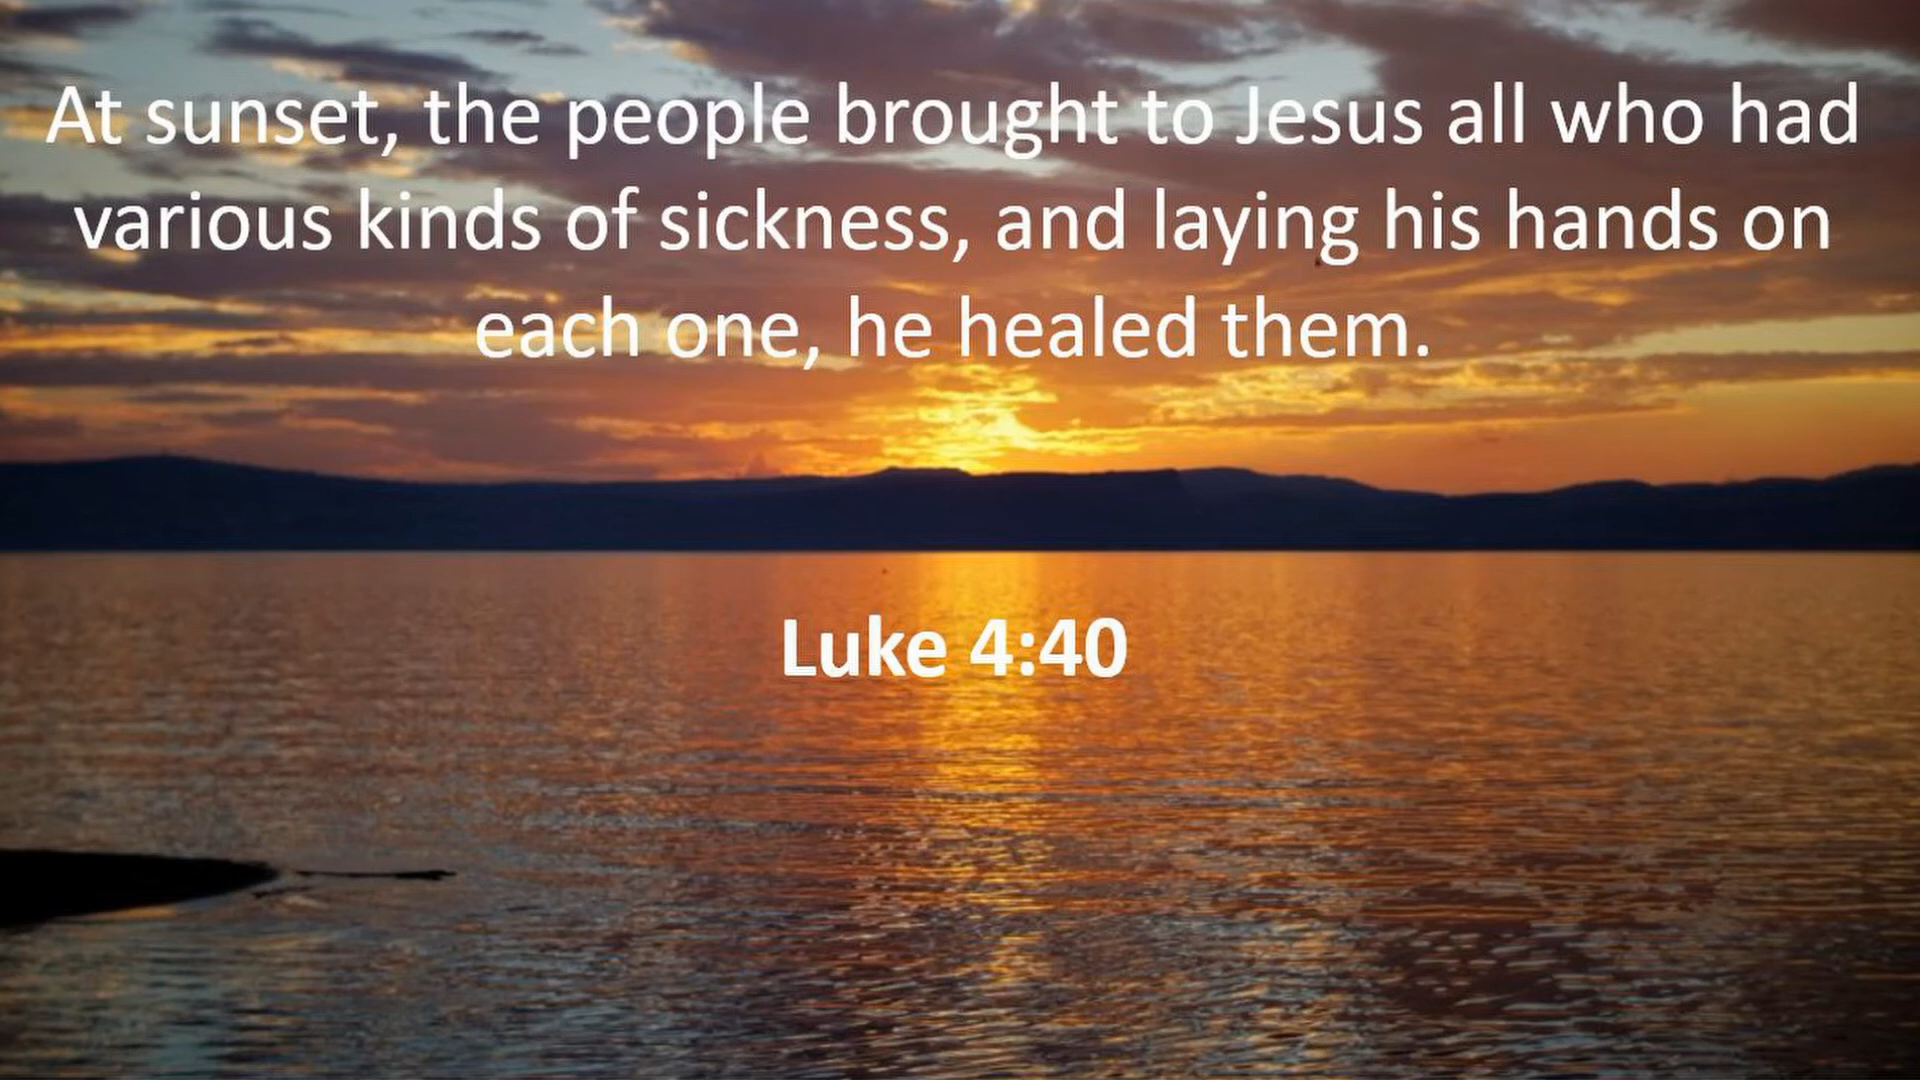 At sunset, the people brought to Jesus all who had
various kinds of sickness, and laying his hands on
each one, he healed them.
Luke 4:40